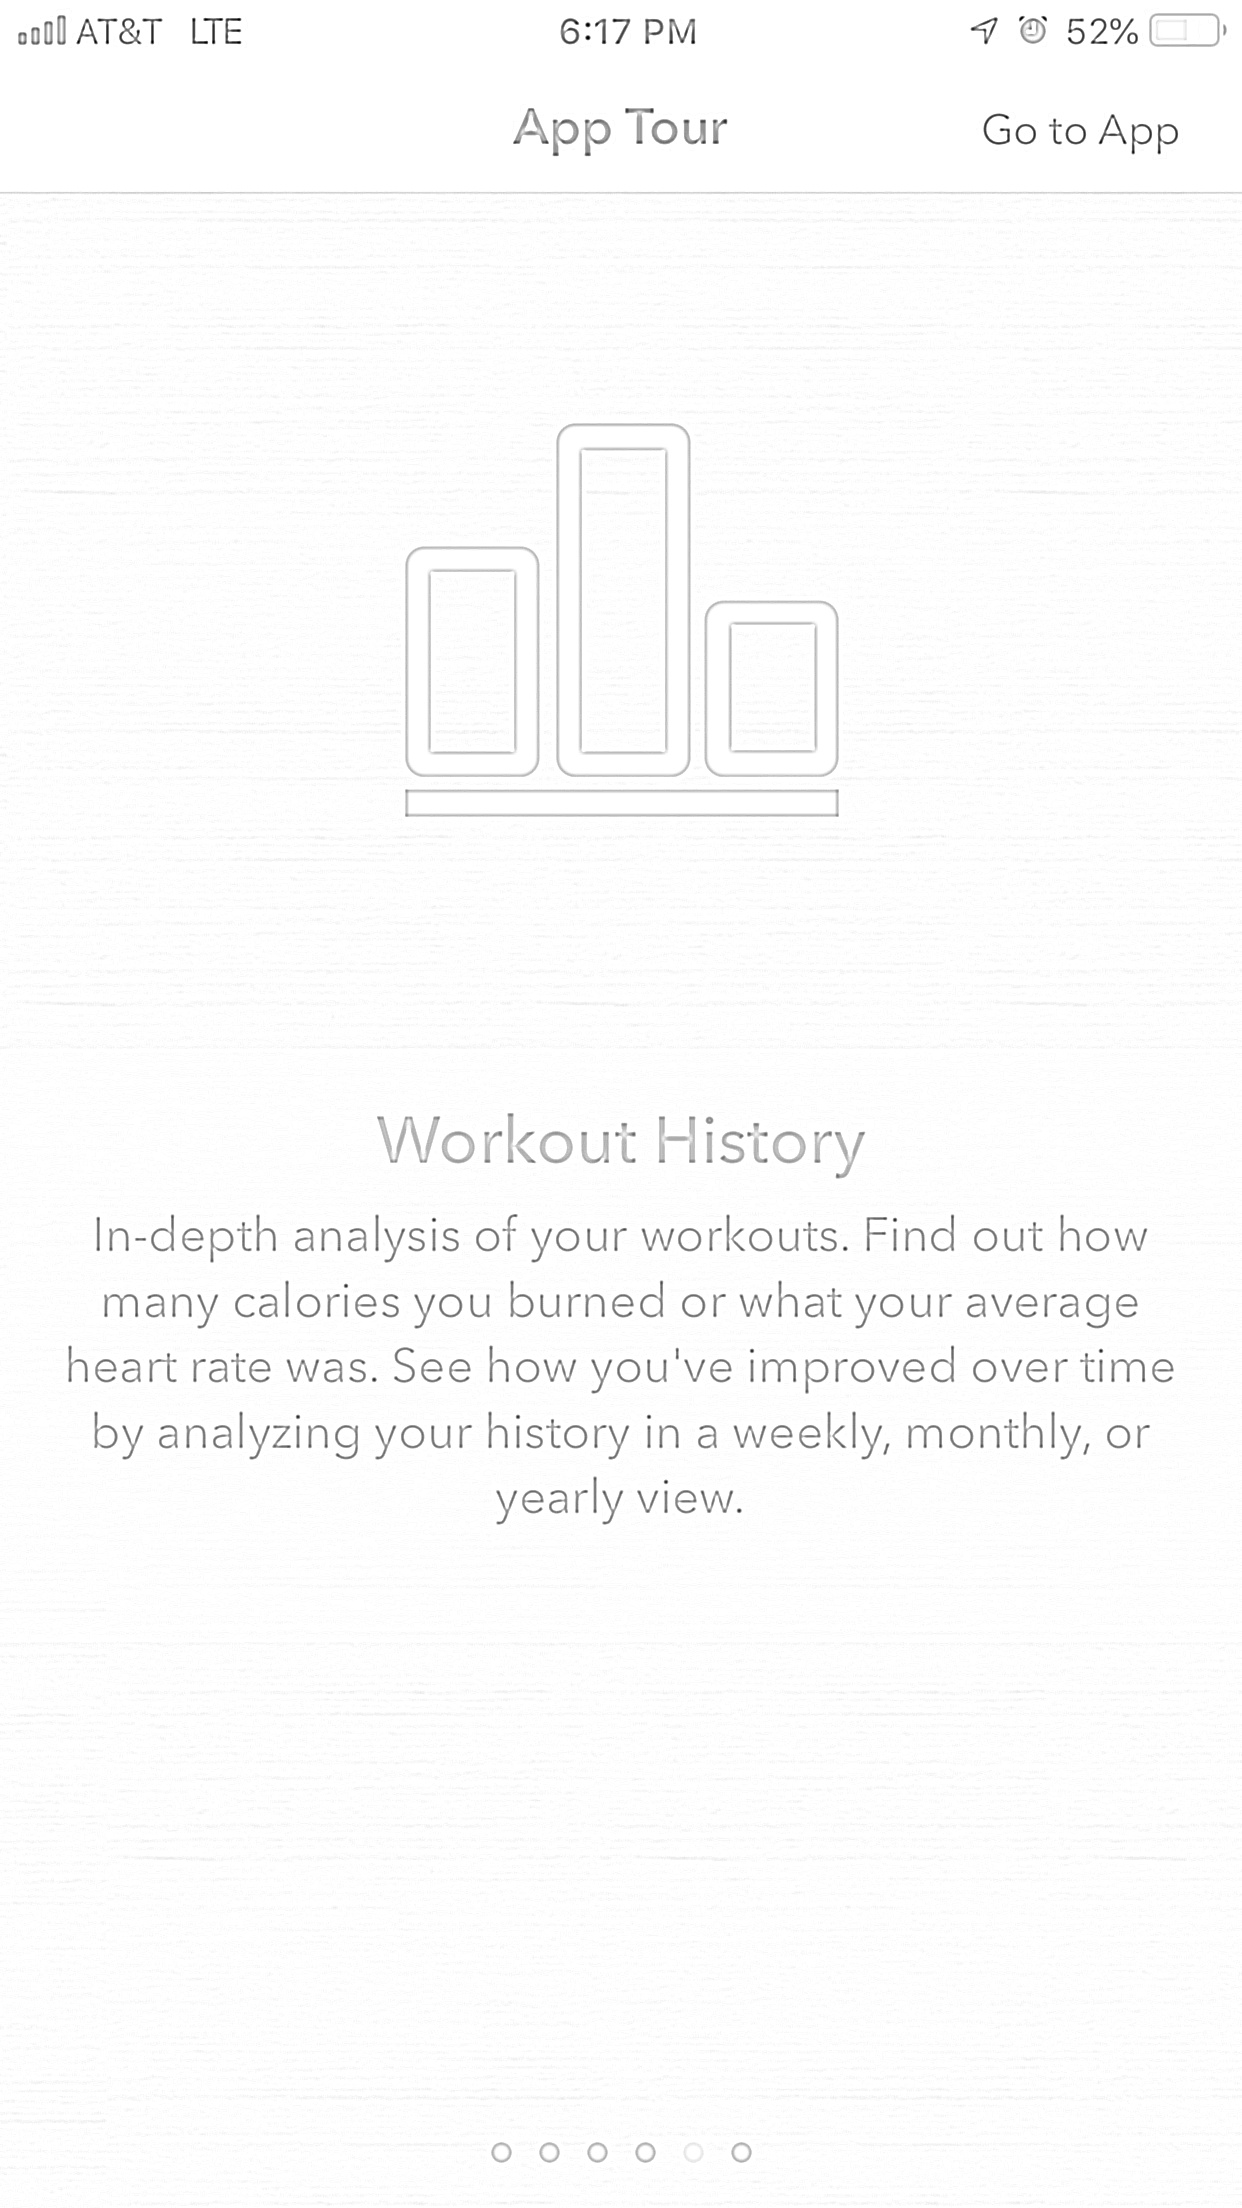 AT&T LTE 6:17 PM 52%
App Tour Go to App
Workout History
In-depth analysis of your workouts. Find out how
many calories you burned or what your average
heart rate was. See how you've improved over time
by analyzing your history in a weekly, monthly, or
yearly view.